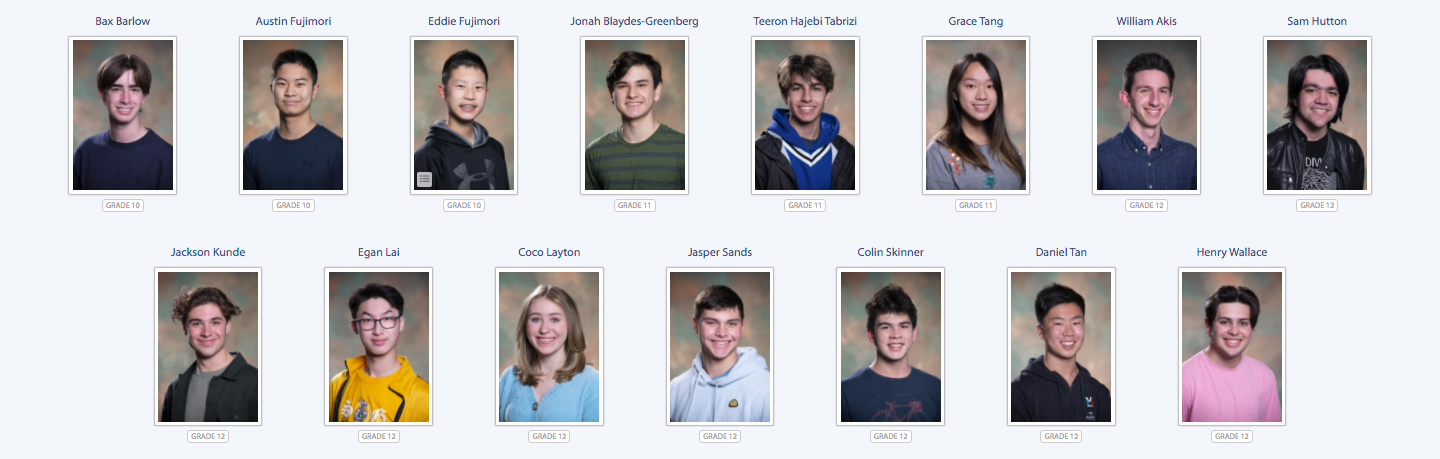 Bax Barlow
Austin Fujimori
Eddie Fujimori
Jonah Blaydes-Greenberg
Teeron Hajebi Tabrizi
Grace Tang
William Akis
Sam Hutton
DIV
GRADE 10
GRADE 10
GRADE 10
GRADE 11
GRADE 11
GRADE 11
GRADE 12
GRADE 12
Jackson Kunde
Egan Lai
Coco Layton
Jasper Sands
Colin Skinner
Daniel Tan
Henry Wallace
GRADE 12
GRADE 12
GRADE 12
GRADE 12
GRADE 12
GRADE 12
GRADE 12